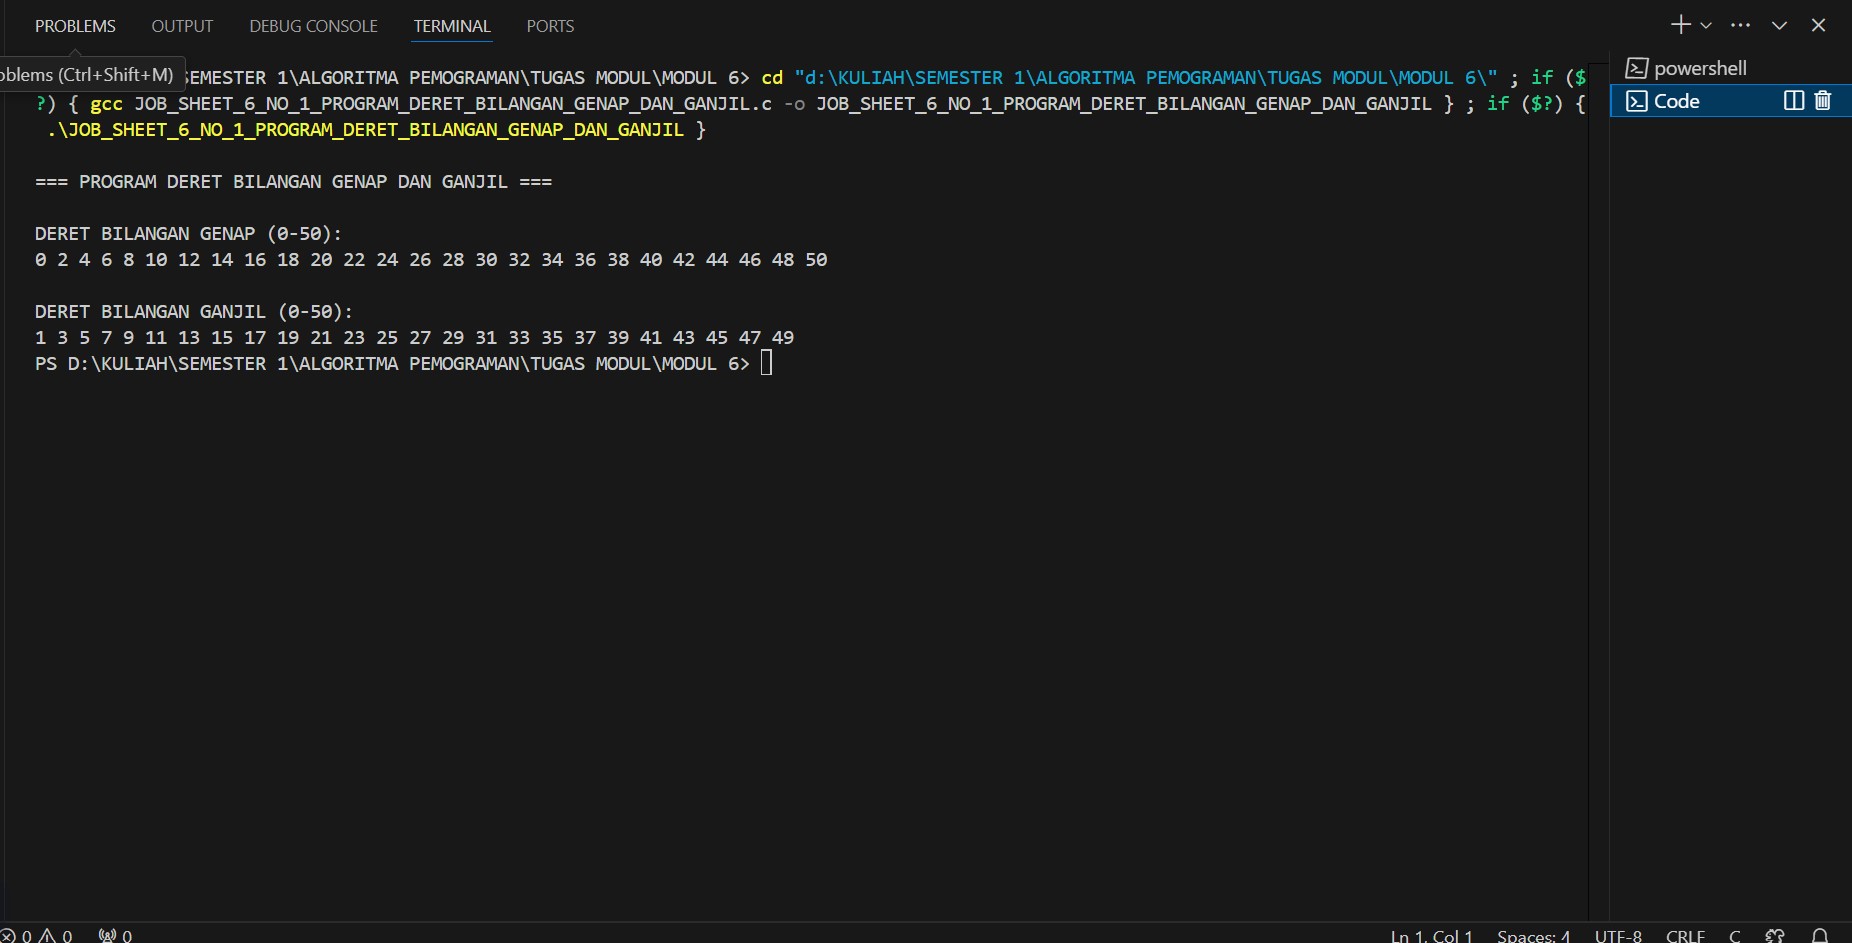 PROBLEMS OUTPUT DEBUG CONSOLE TERMINAL PORTS
oblems (Ctrl+Shift+M)
EMESTER 1\ALGORITMA PEMOGRAMAN\TUGAS MODUL\MODUL 6> cd "d:\KULIAH\SEMESTER 1\ALGORITMA PEMOGRAMAN\TUGAS MODUL\MODUL 6\" ; if ($
?) { gcc JOB_SHEET_6_NO_1_PROGRAM_DERET_BILANGAN_GENAP_DAN_GANJIL.c -o JOB_SHEET_6_NO_1_PROGRAM_DERET_BILANGAN_GENAP_DAN_GANJIL } ; if ($?) {
.\JOB_SHEET_6_NO_1_PROGRAM_DERET_BILANGAN_GENAP_DAN_GANJIL }
=== PROGRAM DERET BILANGAN GENAP DAN GANJIL ===
DERET BILANGAN GENAP (0-50):
0 2 4 6 8 10 12 14 16 18 20 22 24 26 28 30 32 34 36 38 40 42 44 46 48 50
DERET BILANGAN GANJIL (0-50):
1 3 5 7 9 11 13 15 17 19 21 23 25 27 29 31 33 35 37 39 41 43 45 47 49
PS D:\KULIAH\SEMESTER 1\ALGORITMA PEMOGRAMAN\TUGAS MODUL\MODUL 6>
powershell
Code
0 0 0
Ln 1, Col 1 Spaces: 4 UTF-8 CRLF C